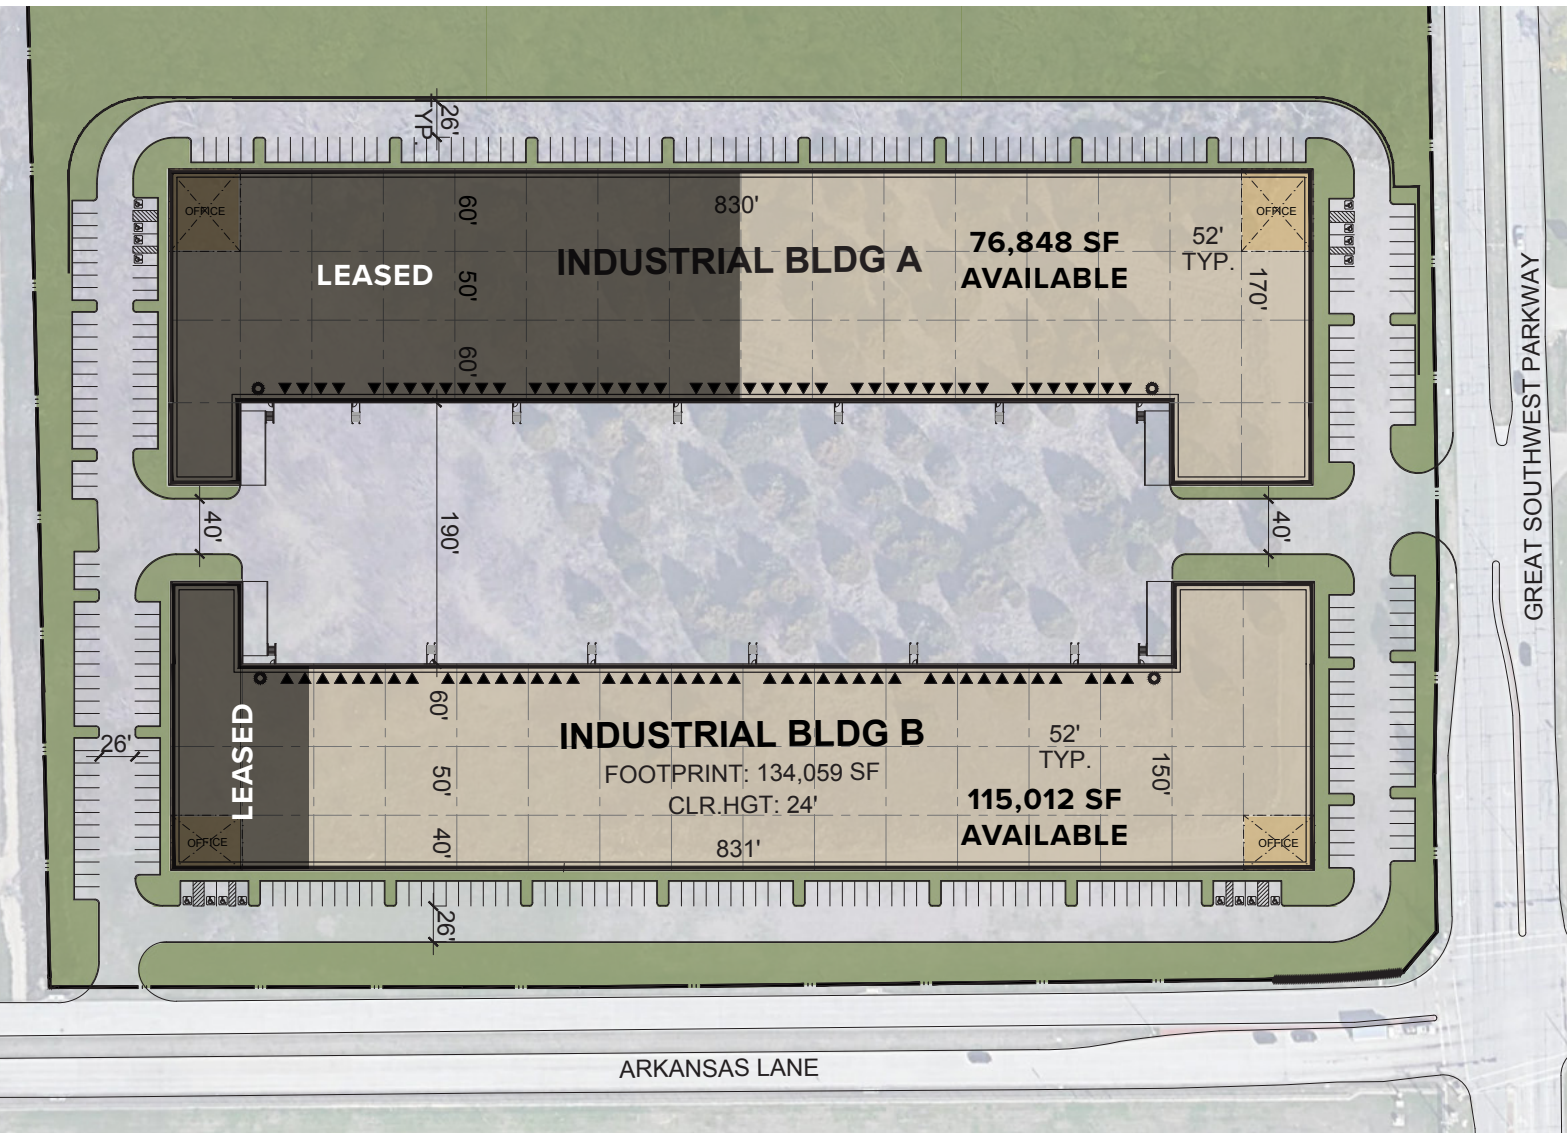 26'
TYP.
OFFICE
60'
830'
OFFICE
INDUSTRIAL BLDG A
76,848 SF
AVAILABLE
52'
TYP.
LEASED
50'
170'
60'
40'
190'
40'
GREAT SOUTHWEST PARKWAY
LEASED
60'
INDUSTRIAL BLDG B
FOOTPRINT: 134,059 SF
CLR.HGT: 24'
52'
TYP.
150'
26'
50'
115,012 SF
AVAILABLE
40'
831'
OFFICE
OFFICE
26'
ARKANSAS LANE